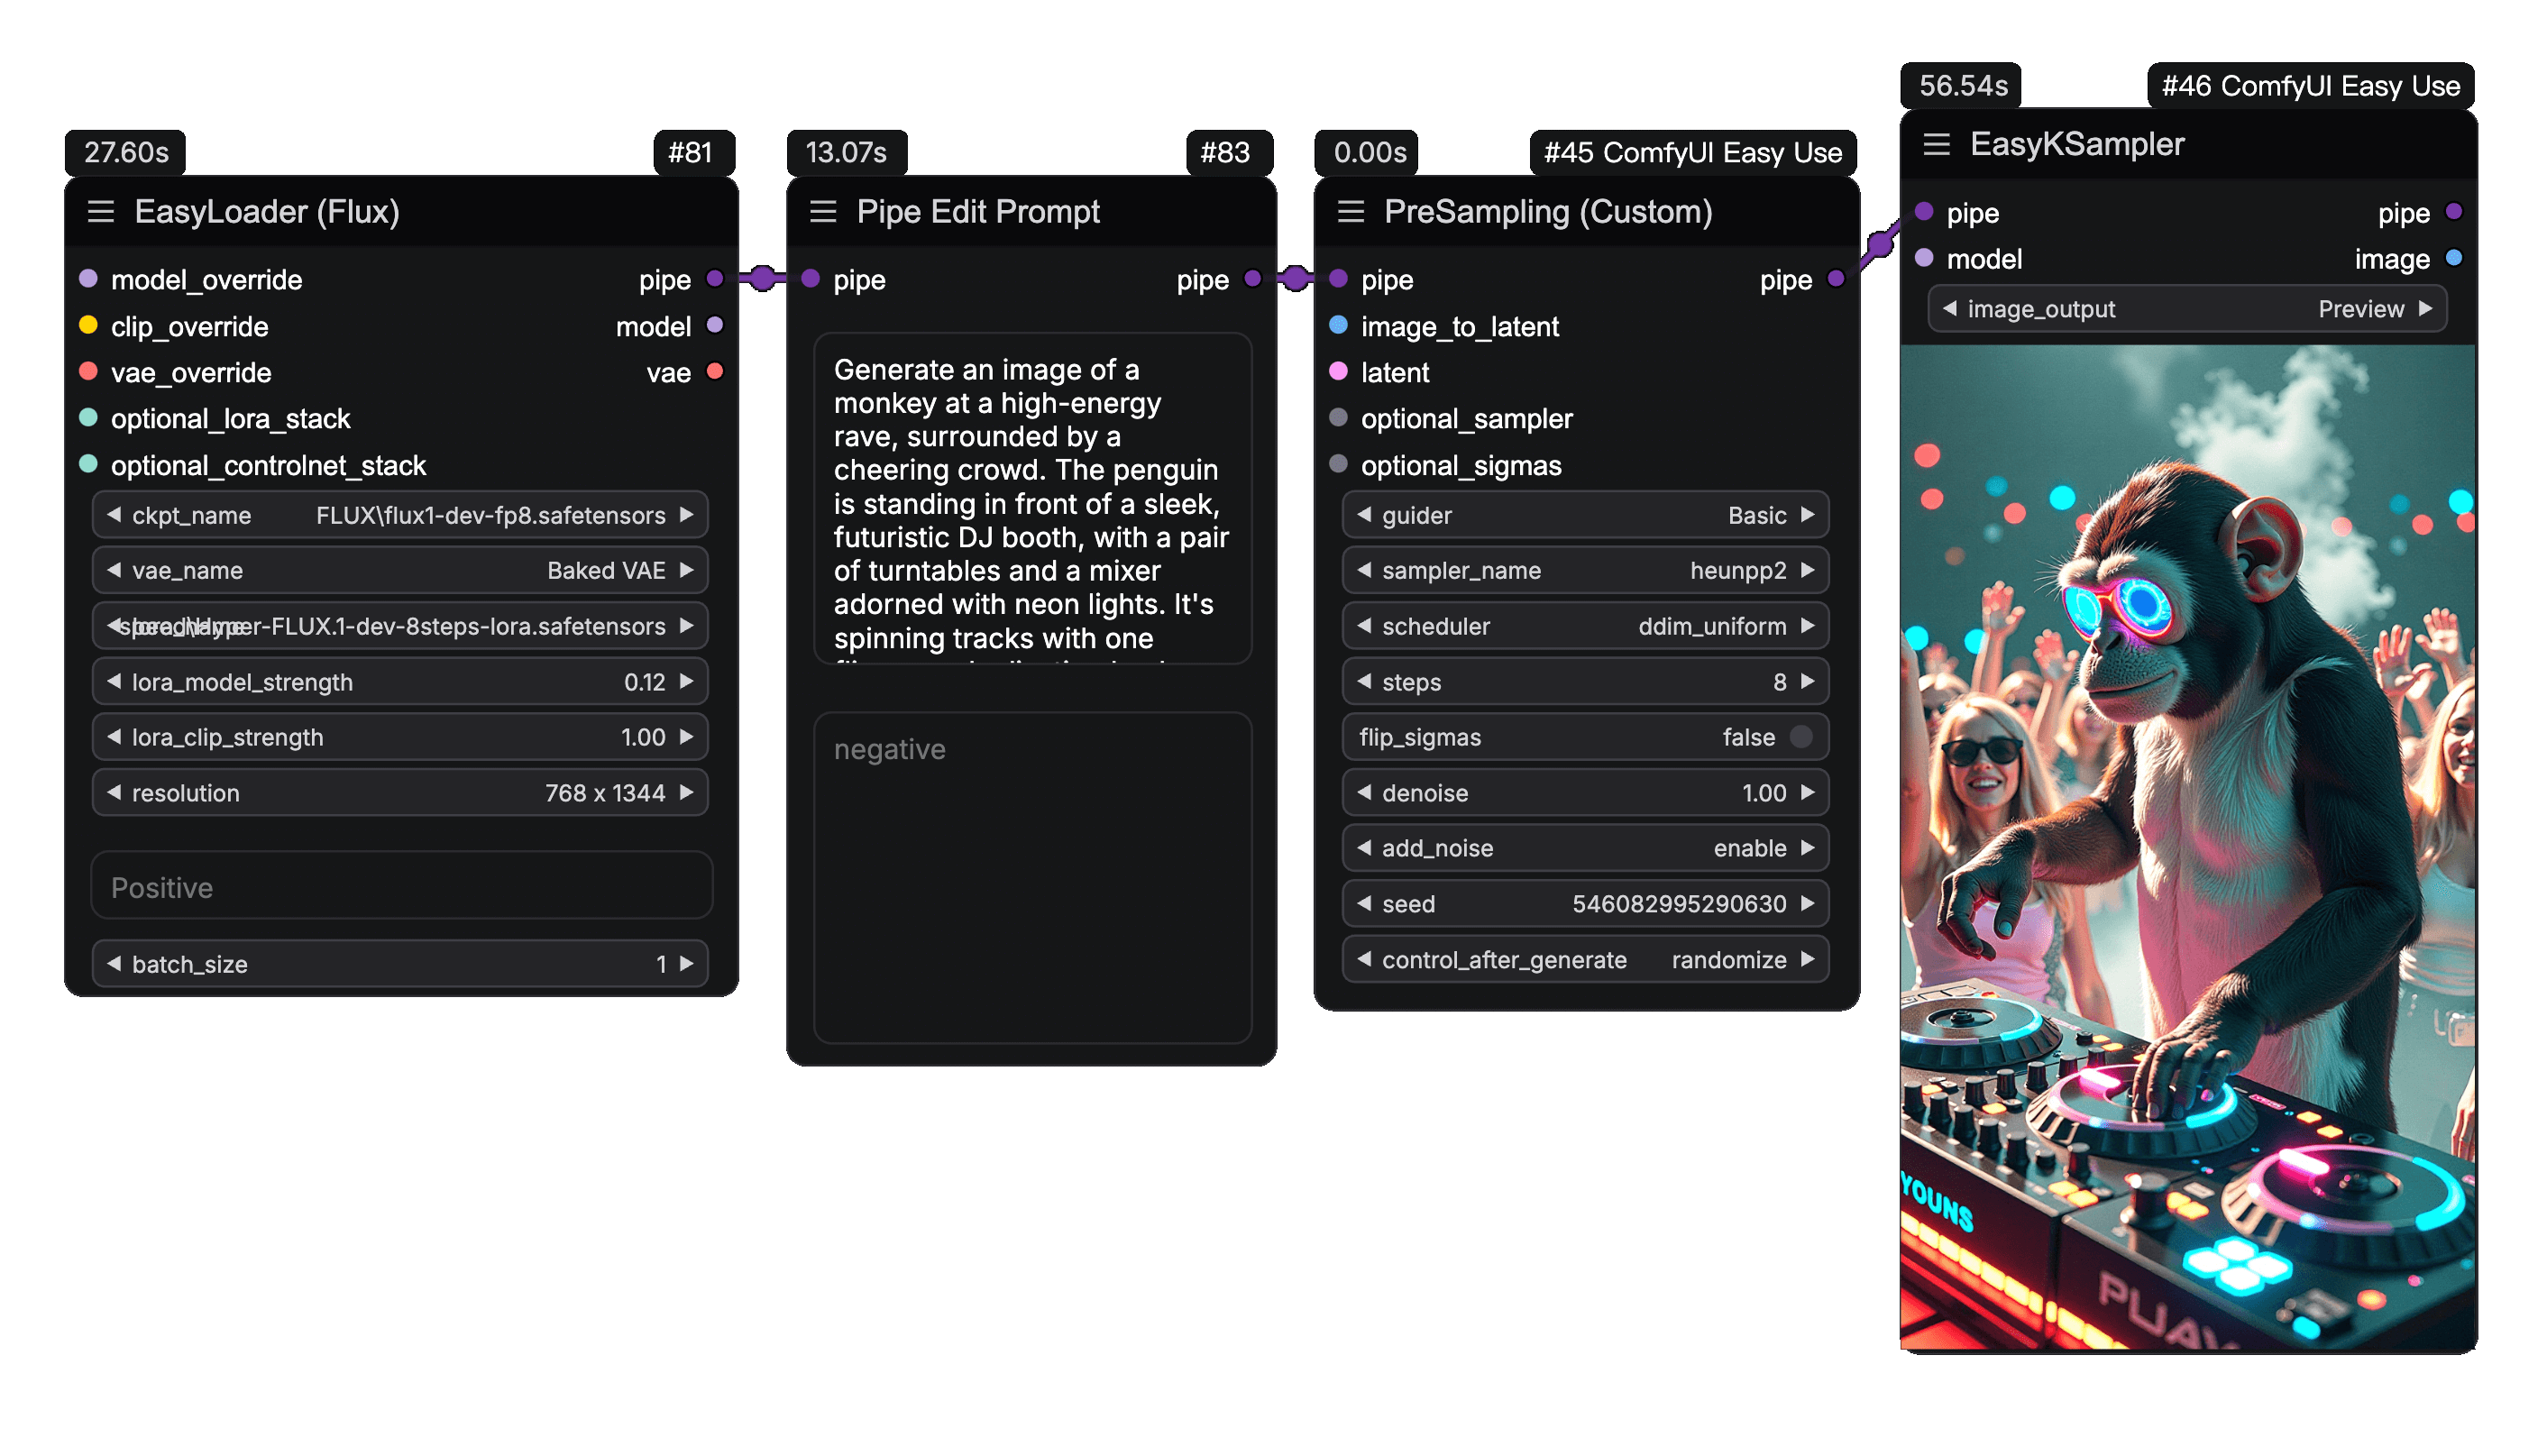 27.60s
#81
EasyLoader (Flux)
model_override
pipe
clip_override
model
vae_override
vae
optional_lora_stack
optional_controlnet_stack
ckpt_name FLUX\flux1-dev-fp8.safetensors
vae_name Baked VAE
speed\Hyper-FLUX.1-dev-8steps-lora.safetensors
lora_model_strength 0.12
lora_clip_strength 1.00
resolution 768 x 1344
Positive
batch_size 1
13.07s
#83
Pipe Edit Prompt
pipe
pipe
Generate an image of a
monkey at a high-energy
rave, surrounded by a
cheering crowd. The penguin
is standing in front of a sleek,
futuristic DJ booth, with a pair
of turntables and a mixer
adorned with neon lights. It's
spinning tracks with one
negative
0.00s
#45 ComfyUI Easy Use
PreSampling (Custom)
pipe
pipe
image_to_latent
latent
optional_sampler
optional_sigmas
guider Basic
sampler_name heunpp2
scheduler ddim_uniform
steps 8
flip_sigmas false
denoise 1.00
add_noise enable
seed 546082995290630
control_after_generate randomize
56.54s
#46 ComfyUI Easy Use
EasyKSampler
pipe
pipe
model
image
image_output Preview
YOUNS